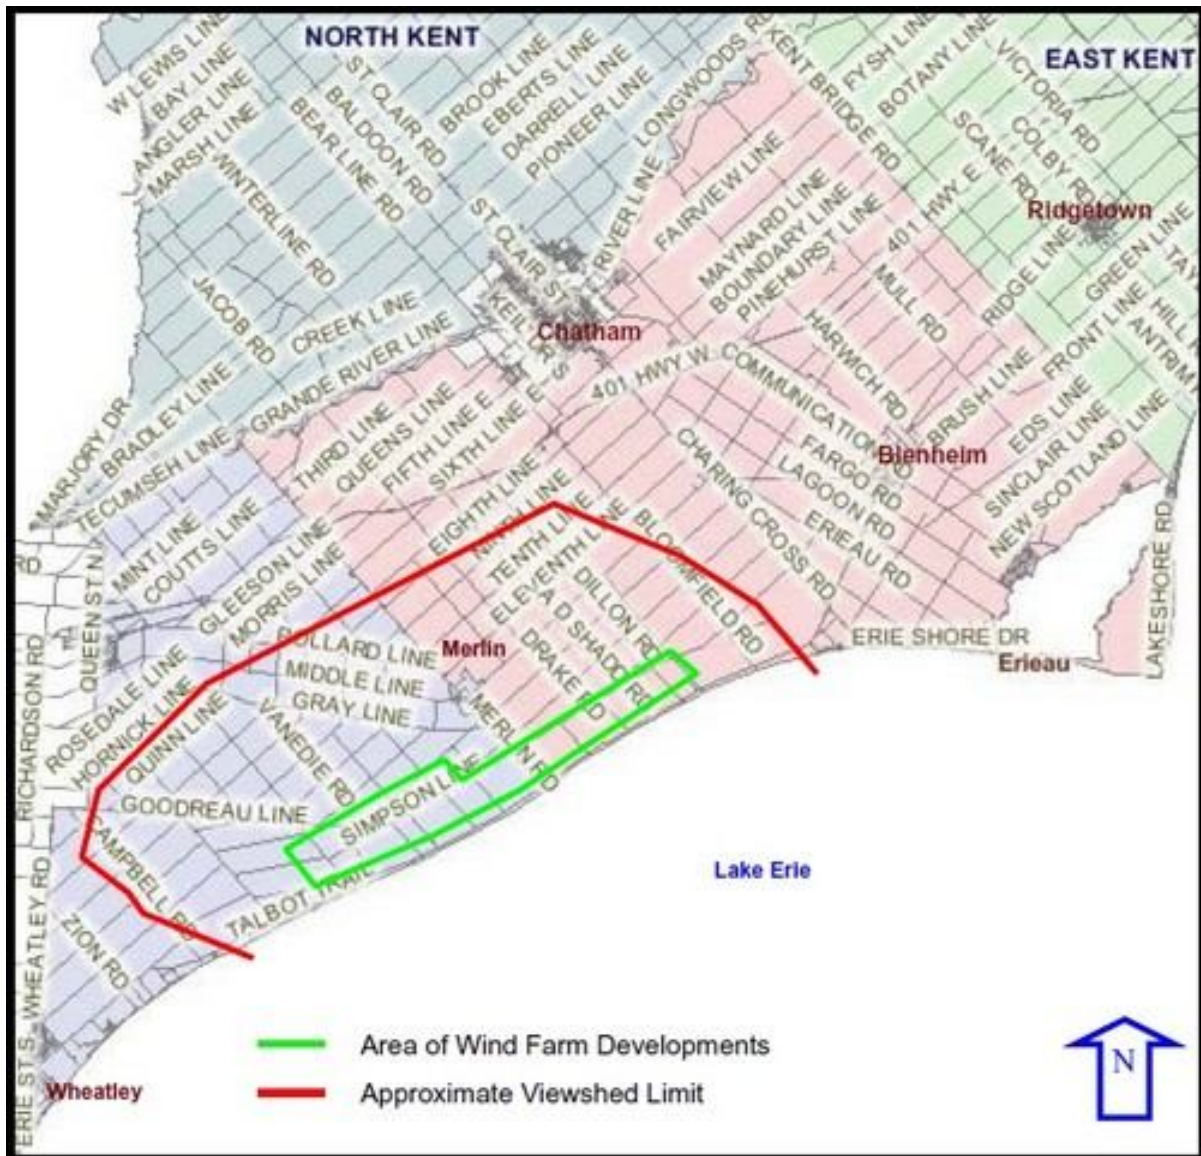 NORTH KENT
EAST KENT
W LEWIS LINE
BAY LINE
ANGLER LINE
MARSH LINE
WINTERLINE RD
BEAR LINE RD
BALDOON RD
ST CLAIR RD
BROOK LINE
EBERTS LINE
DARRELL LINE
PIONEER LINE
LONGWOODS RD
KENT BRIDGE RD
FYSH LINE
BOTANY LINE
VICTORIA RD
COLBY RD
SCANE RD
Ridgetown
RIVER LINE
FAIRVIEW LINE
MAYNARD LINE
BOUNDARY LINE
PINEHURST LINE
401 HWY E
MULL RD
RIDGE LINE
GREEN LINE
FRONT LINE
HILL
ANTRIM
JACOB RD
CREEK LINE
GRANDE RIVER LINE
ST CLAIR ST
KEIL DR S
Chatham
401 HWY W
COMMUNICATION RD
HARWICH RD
BRUSH LINE
EDS LINE
SINCLAIR LINE
NEW SCOTLAND LINE
Blenheim
MARJORY DR
BRADLEY LINE
TECUMSEH LINE
THIRD LINE
QUEENS LINE
FIFTH LINE E
SIXTH LINE E
EIGHTH LINE
NINTH LINE
TENTH LINE
ELEVENTH LINE
BLOOMFIELD RD
CHARING CROSS RD
FARGO RD
LAGOON RD
ERIEAU RD
LAKESHORE RD
MINT LINE
COUTTS LINE
GLEESON LINE
MORRIS LINE
QUEEN ST N
RICHARDSON RD
POLLARD LINE
MIDDLE LINE
GRAY LINE
Merlin
DILLON RD
A D SHADD RD
DRAKE RD
MERLIN RD
ERIE SHORE DR
Erieau
ROSEDALE LINE
HORNICK LINE
QUINN LINE
VANEDIE RD
GOODREAU LINE
SIMPSON LINE
CAMPBELL RD
TALBOT TRAIL
ZION RD
WHEATLEY RD
ERIE ST S
Wheatley
Lake Erie
Area of Wind Farm Developments
Approximate Viewshed Limit
N